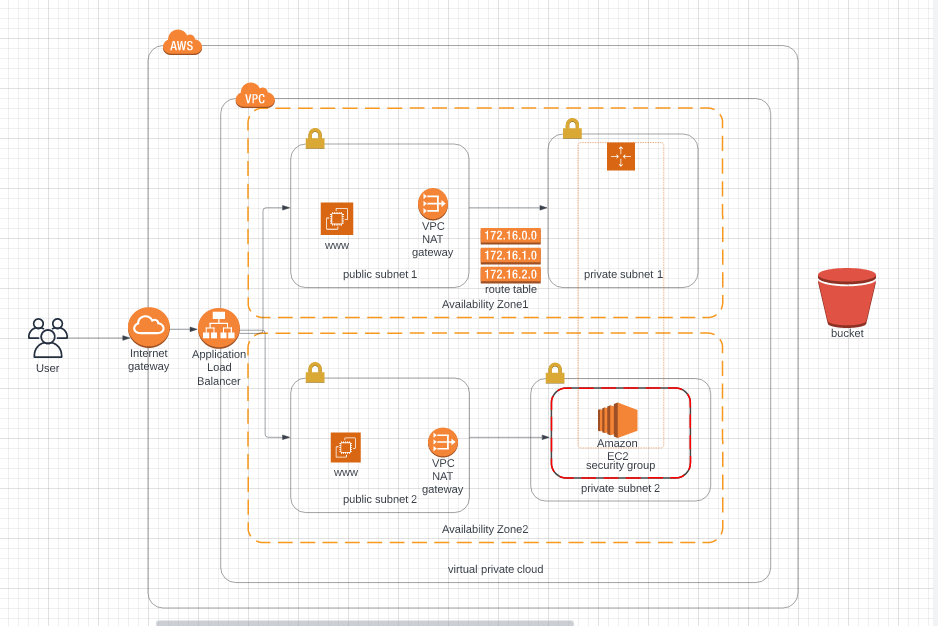 AWS
VPC
www
VPC
NAT
gateway
public subnet 1
172.16.0.0
172.16.1.0
172.16.2.0
route table
private subnet 1
Availability Zone1
User
Internet
gateway
Application
Load
Balancer
bucket
www
VPC
NAT
gateway
public subnet 2
Amazon
EC2
security group
private subnet 2
Availability Zone2
virtual private cloud